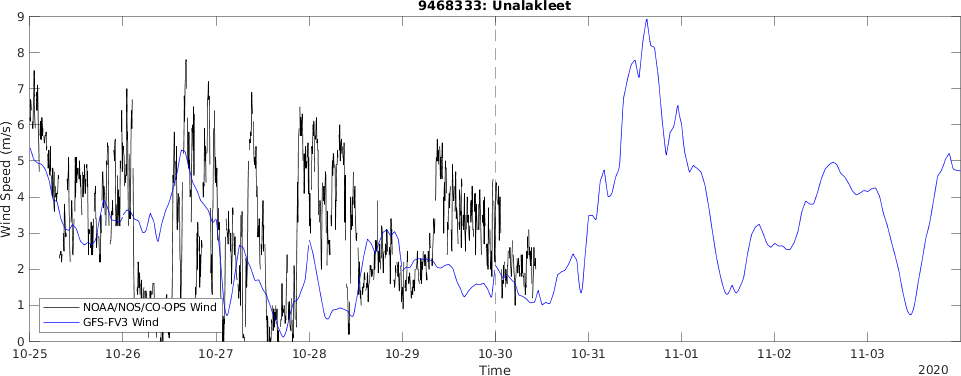 9468333: Unalakleet
Wind Speed (m/s)
9
8
7
6
5
4
3
2
1
0
NOAA/NOS/CO-OPS Wind
GFS-FV3 Wind
10-25 10-26 10-27 10-28 10-29 10-30 10-31 11-01 11-02 11-03
Time
2020